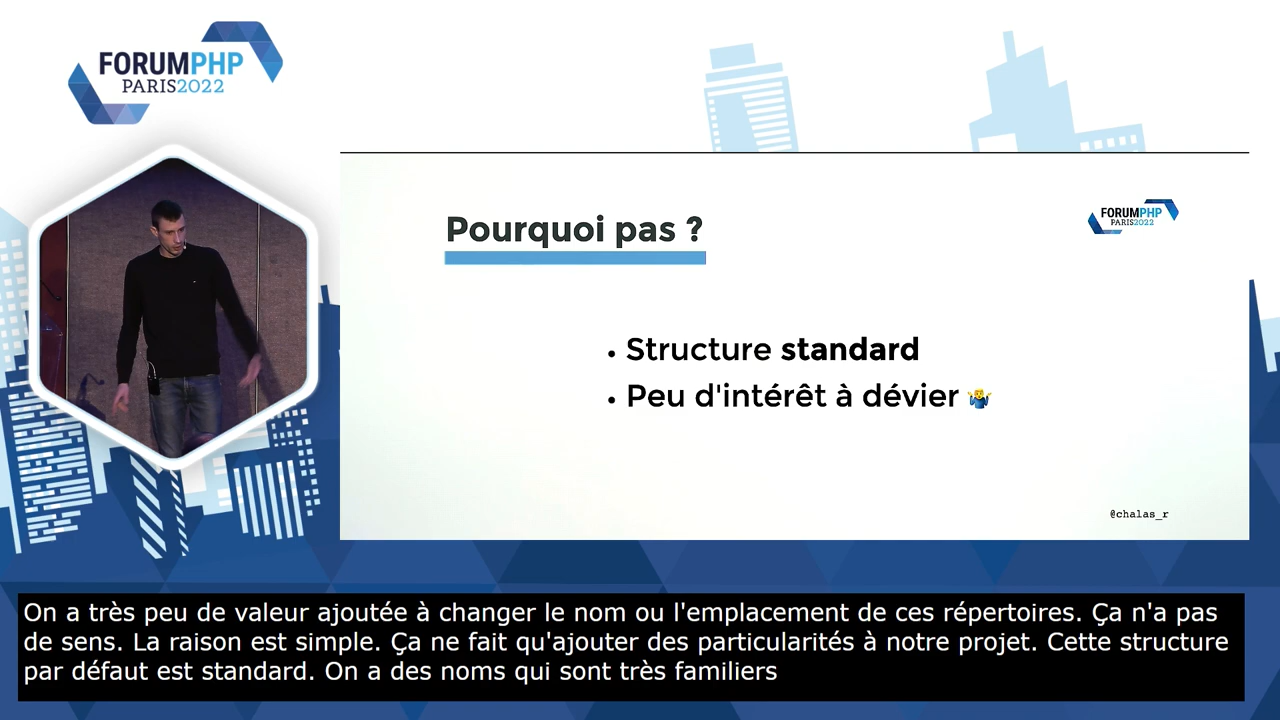 FORUMPHP
PARIS2022
FORUMPHP
PARIS2022
Pourquoi pas ?
• Structure standard
• Peu d'intérêt à dévier 🤷‍♂️
@chalas_r
On a très peu de valeur ajoutée à changer le nom ou l'emplacement de ces répertoires. Ça n'a pas
de sens. La raison est simple. Ça ne fait qu'ajouter des particularités à notre projet. Cette structure
par défaut est standard. On a des noms qui sont très familiers